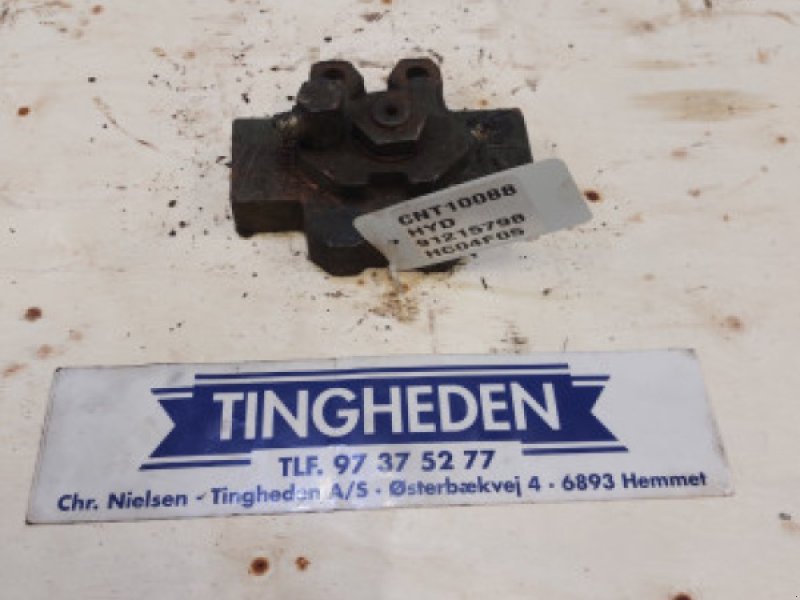 CNT10088
HYD
91215798
HC04F05
TINGHEDEN
TLF. 97 37 52 77
Chr. Nielsen - Tingheden A/S - Østerbækvej 4 - 6893 Hemmet